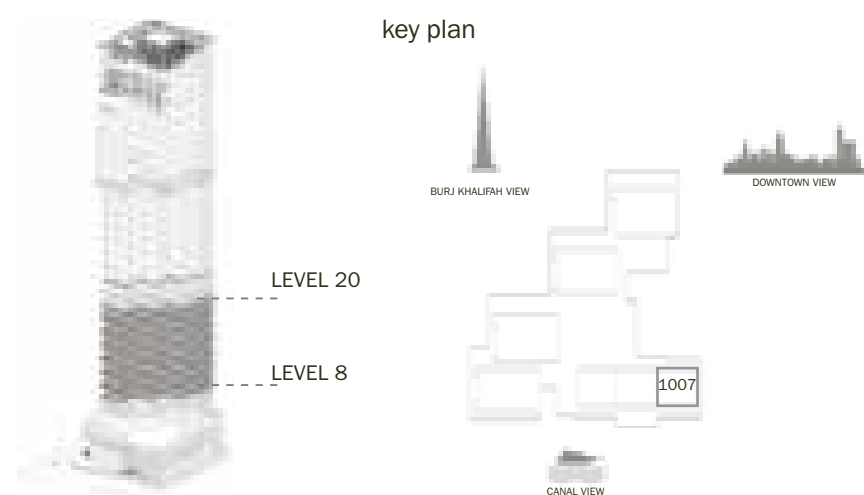 key plan
BURJ KHALIFAH VIEW
DOWNTOWN VIEW
LEVEL 20
LEVEL 8
1007
CANAL VIEW